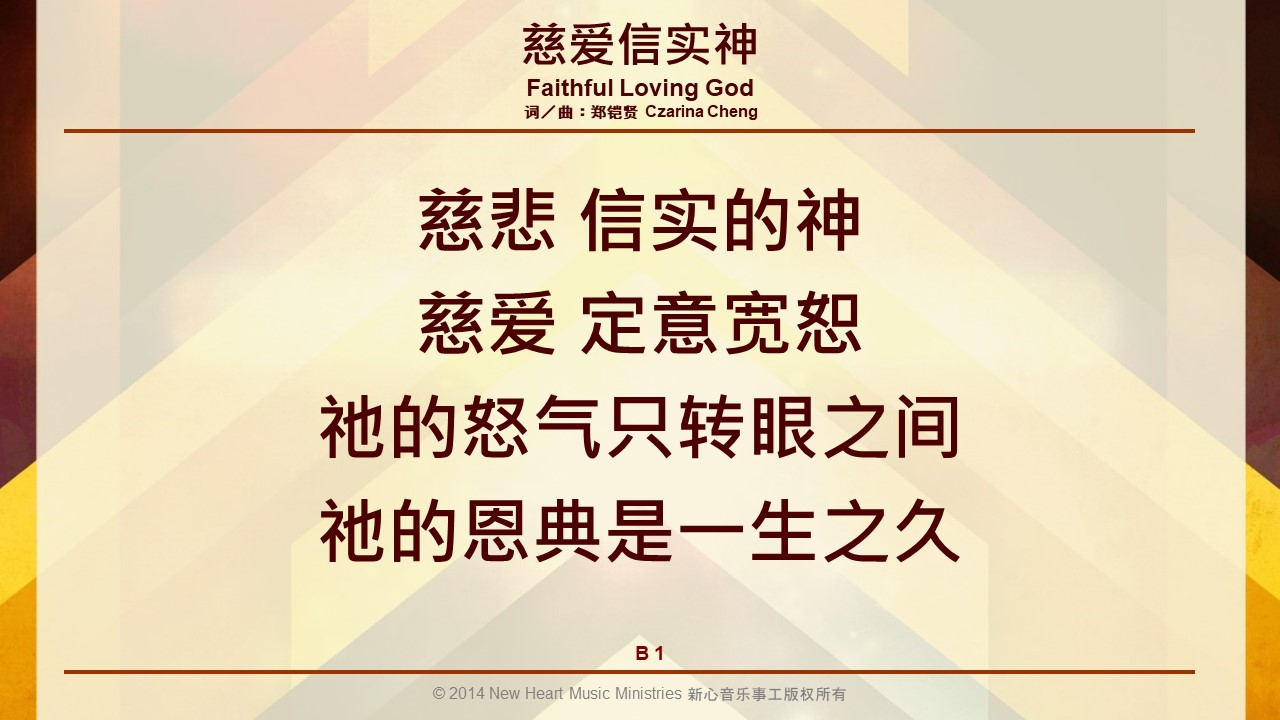 慈爱信实神
Faithful Loving God
词／曲：郑铠贤 Czarina Cheng
慈悲 信实的神
慈爱 定意宽恕
祂的怒气只转眼之间
祂的恩典是一生之久
B 1
© 2014 New Heart Music Ministries 新心音乐事工版权所有